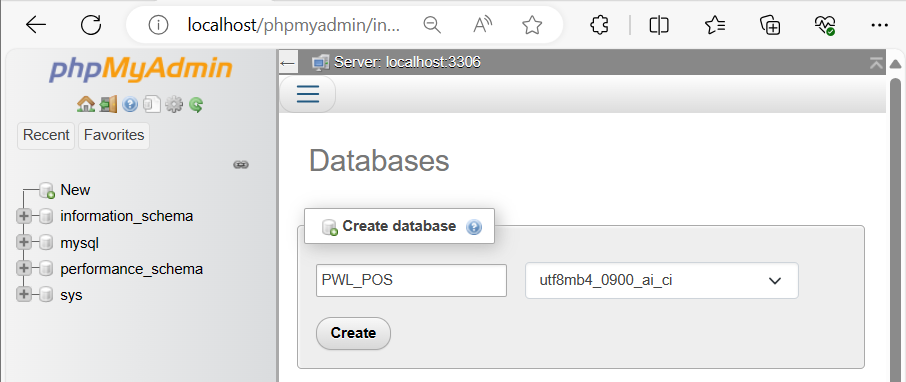 localhost/phpmyadmin/in...
phpMyAdmin
Server: localhost:3306
Recent Favorites
Databases
New
information_schema
mysql
performance_schema
sys
Create database
PWL_POS
utf8mb4_0900_ai_ci
Create